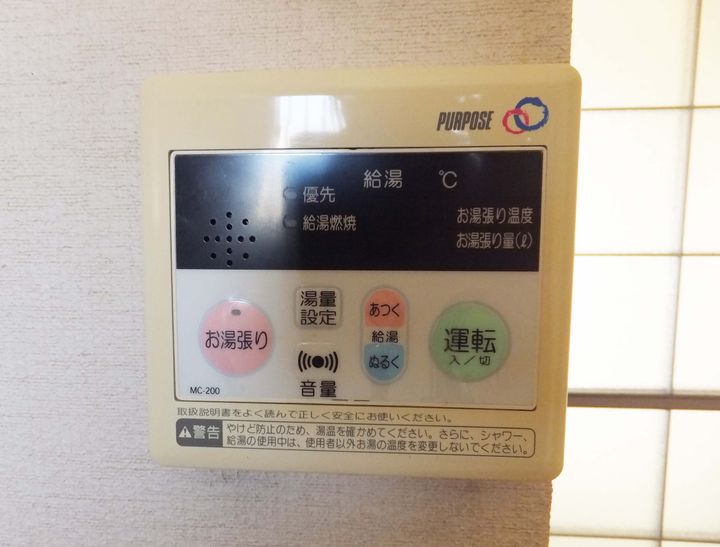 PURPOSE
給湯 ℃
優先
給湯燃焼
お湯張り温度
お湯張り量(ℓ)
お湯張り
湯量
設定
音量
あつく
給湯
ぬるく
運転
入/切
MC-200
取扱説明書をよく読んで正しく安全にお使いください。
警告
やけど防止のため、湯温を確かめてください。さらに、シャワー、
給湯の使用中は、使用者以外お湯の温度を変更しないでください。